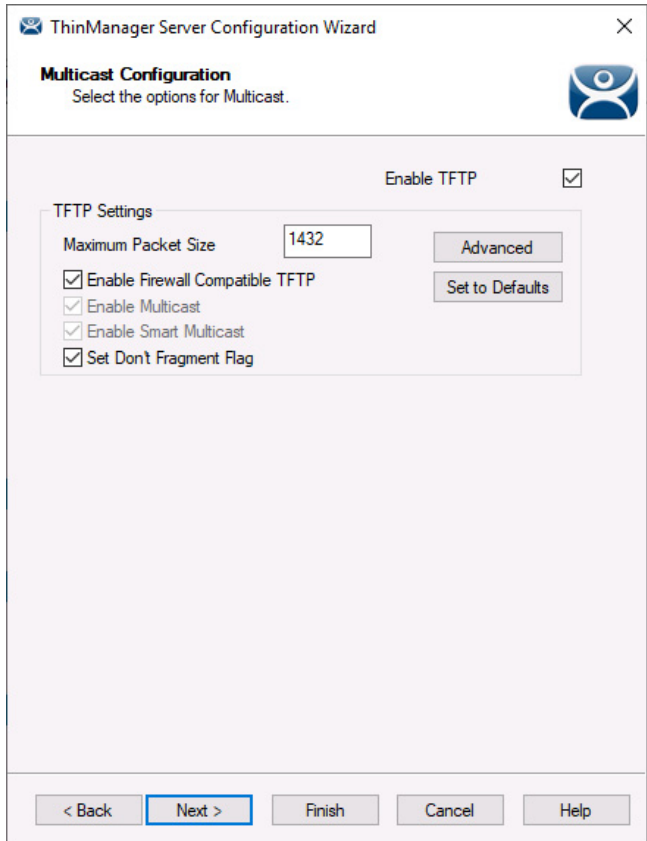 ThinManager Server Configuration Wizard
Multicast Configuration
Select the options for Multicast.
Enable TFTP
TFTP Settings
Maximum Packet Size 1432 Advanced
Enable Firewall Compatible TFTP Set to Defaults
Enable Multicast
Enable Smart Multicast
Set Don't Fragment Flag
< Back Next > Finish Cancel Help